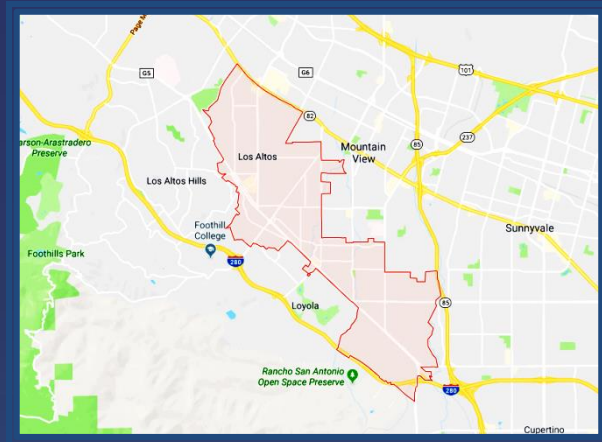 Page M
101
G5
G6
82
237
85
arson-Arastradero
Preserve
Mountain
View
Los Altos
Los Altos Hills
Foothill
College
Sunnyvale
Foothills Park
280
Loyola
85
Rancho San Antonio
Open Space Preserve
280
Cupertino